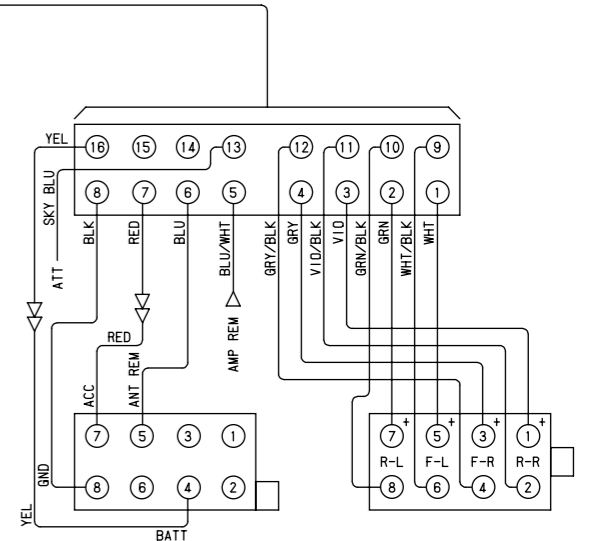 YEL
16 15 14 13 12 11 10 9
8 7 6 5 4 3 2 1
SKY BLU
ATT
BLK
RED
BLU
BLU/WHT
GRY/BLK
GRY
VIO/BLK
VIO
GRN/BLK
GRN
WHT/BLK
WHT
RED
AMP REM
ACC
ANT REM
7 5 3 1
8 6 4 2
GND
YEL
BATT
7 + 5 + 3 + 1 +
R-L F-L F-R R-R
8 6 4 2